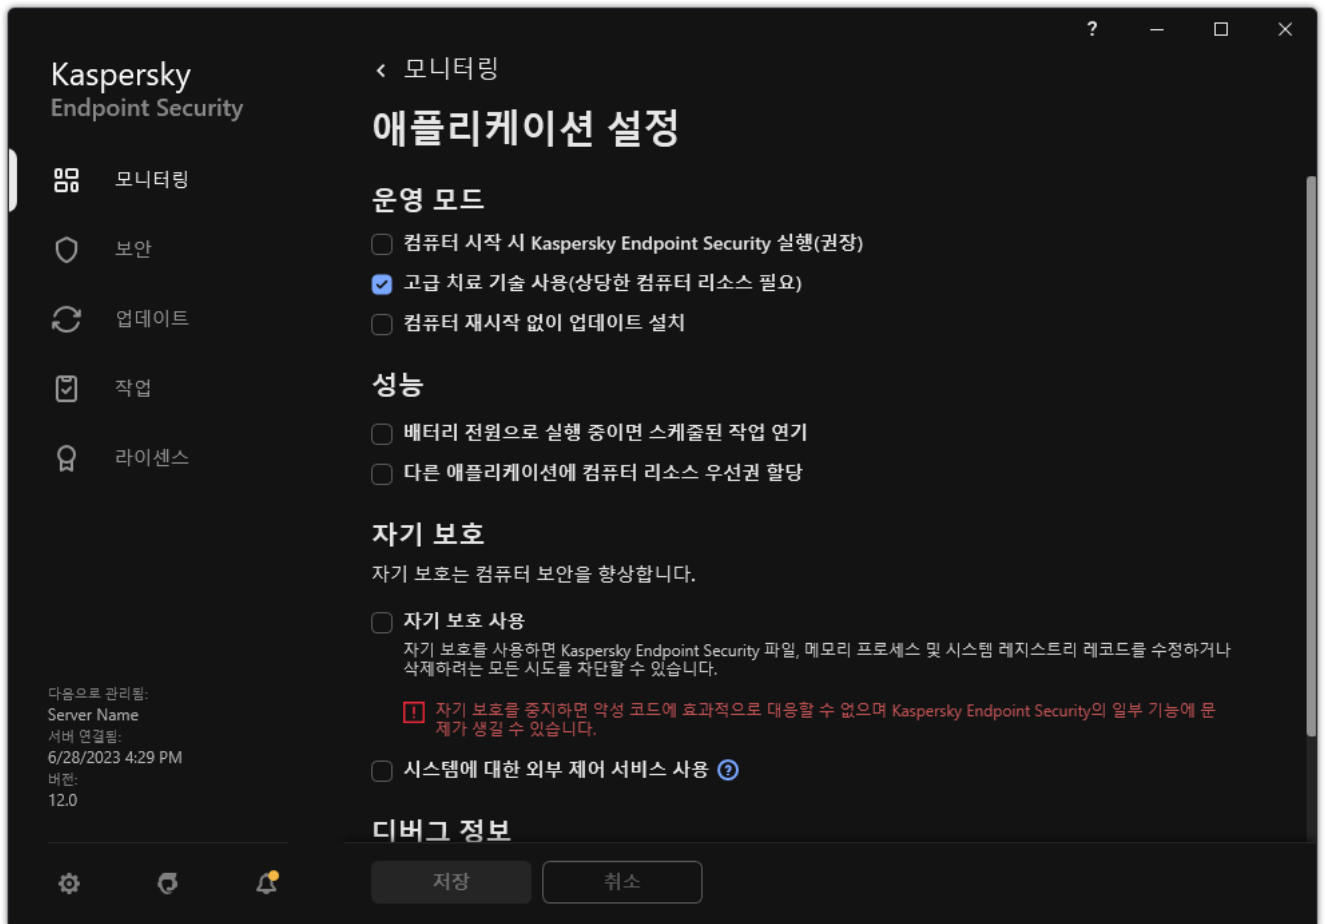 ?
Kaspersky
Endpoint Security
모니터링
보안
업데이트
작업
라이센스
다음으로 관리됨:
Server Name
서버 연결됨:
6/28/2023 4:29 PM
버전:
12.0
모니터링
애플리케이션 설정
운영 모드
컴퓨터 시작 시 Kaspersky Endpoint Security 실행(권장)
고급 치료 기술 사용(상당한 컴퓨터 리소스 필요)
컴퓨터 재시작 없이 업데이트 설치
성능
배터리 전원으로 실행 중이면 스케줄된 작업 연기
다른 애플리케이션에 컴퓨터 리소스 우선권 할당
자기 보호
자기 보호는 컴퓨터 보안을 향상합니다.
자기 보호 사용
자기 보호를 사용하면 Kaspersky Endpoint Security 파일, 메모리 프로세스 및 시스템 레지스트리 레코드를 수정하거나
삭제하려는 모든 시도를 차단할 수 있습니다.
자기 보호를 중지하면 악성 코드에 효과적으로 대응할 수 없으며 Kaspersky Endpoint Security의 일부 기능에 문
제가 생길 수 있습니다.
시스템에 대한 외부 제어 서비스 사용 ?
디버그 정보
저장
취소